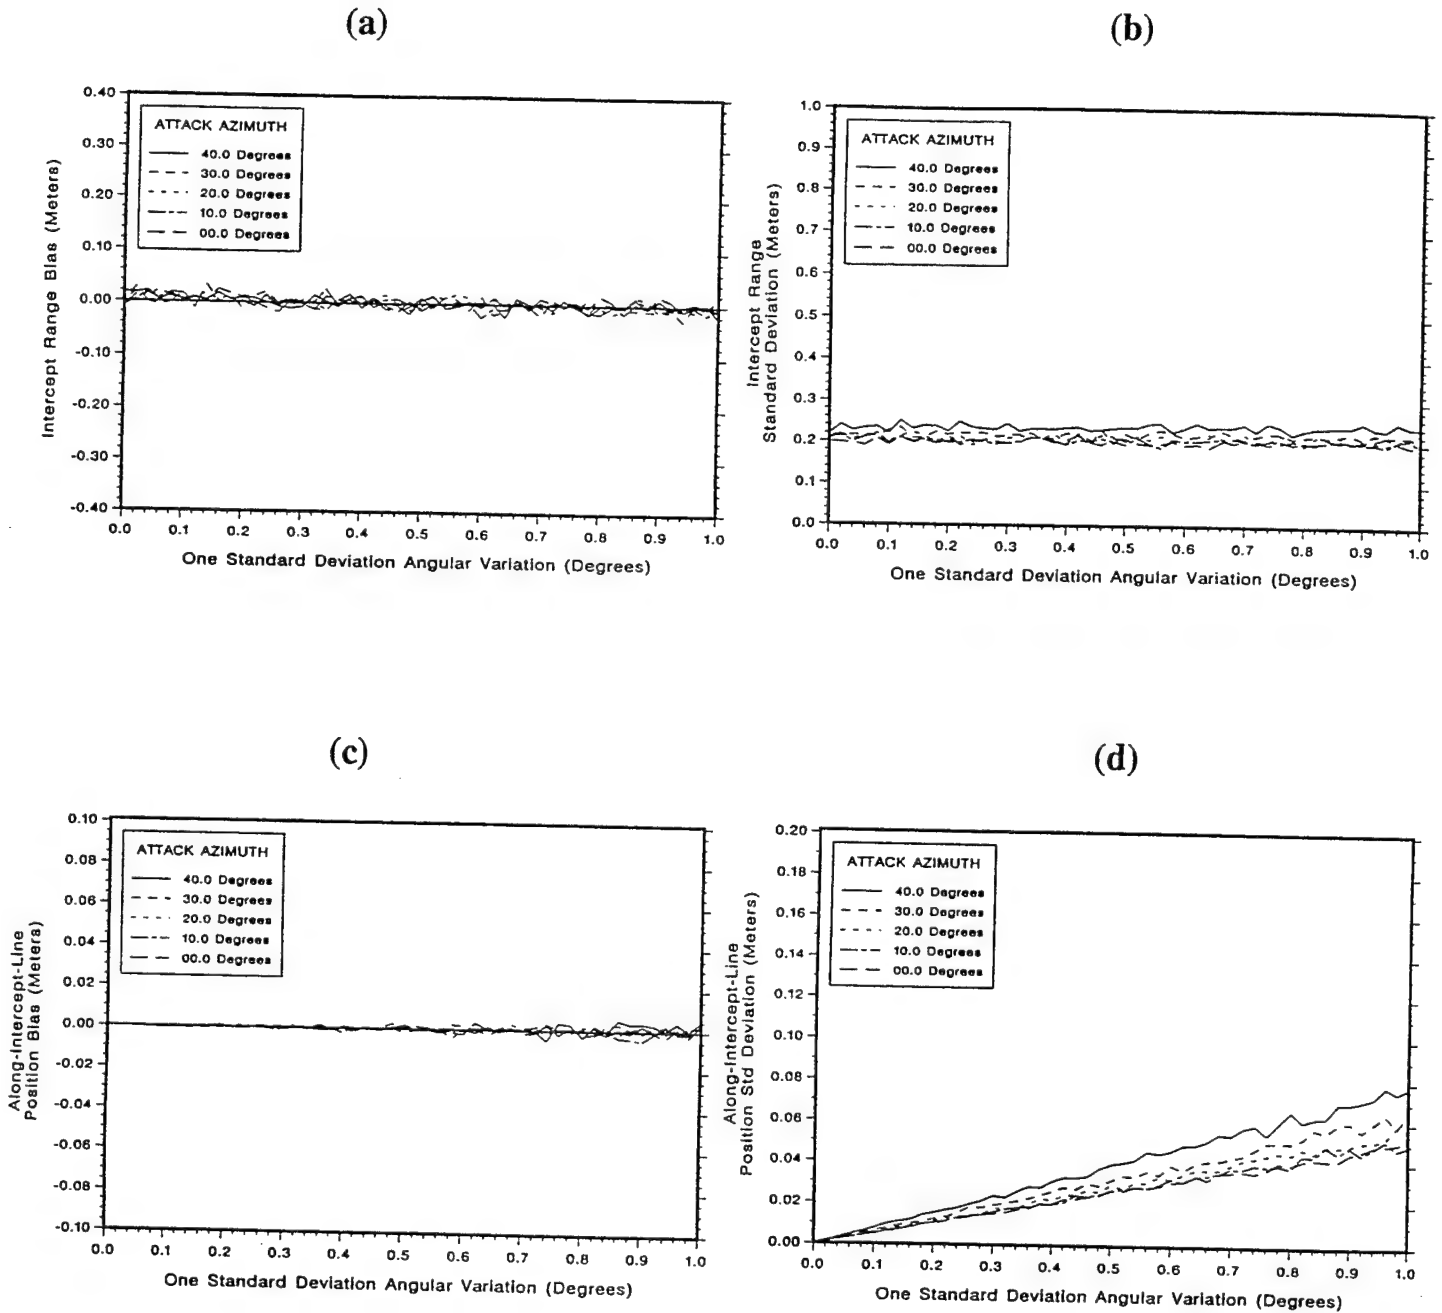 (a)
0.40
0.30
0.20
0.10
0.00
-0.10
-0.20
-0.30
-0.40
Intercept Range Bias (Meters)
ATTACK AZIMUTH
40.0 Degrees
30.0 Degrees
20.0 Degrees
10.0 Degrees
00.0 Degrees
0.0 0.1 0.2 0.3 0.4 0.5 0.6 0.7 0.8 0.9 1.0
One Standard Deviation Angular Variation (Degrees)
(b)
1.0
0.9
0.8
0.7
0.6
0.5
0.4
0.3
0.2
0.1
0.0
Intercept Range
Standard Deviation (Meters)
ATTACK AZIMUTH
40.0 Degrees
30.0 Degrees
20.0 Degrees
10.0 Degrees
00.0 Degrees
0.0 0.1 0.2 0.3 0.4 0.5 0.6 0.7 0.8 0.9 1.0
One Standard Deviation Angular Variation (Degrees)
(c)
0.10
0.08
0.06
0.04
0.02
0.00
-0.02
-0.04
-0.06
-0.08
-0.10
Along-Intercept-Line
Position Bias (Meters)
ATTACK AZIMUTH
40.0 Degrees
30.0 Degrees
20.0 Degrees
10.0 Degrees
00.0 Degrees
0.0 0.1 0.2 0.3 0.4 0.5 0.6 0.7 0.8 0.9 1.0
One Standard Deviation Angular Variation (Degrees)
(d)
0.20
0.18
0.16
0.14
0.12
0.10
0.08
0.06
0.04
0.02
0.00
Along-Intercept-Line
Position Std Deviation (Meters)
ATTACK AZIMUTH
40.0 Degrees
30.0 Degrees
20.0 Degrees
10.0 Degrees
00.0 Degrees
0.0 0.1 0.2 0.3 0.4 0.5 0.6 0.7 0.8 0.9 1.0
One Standard Deviation Angular Variation (Degrees)